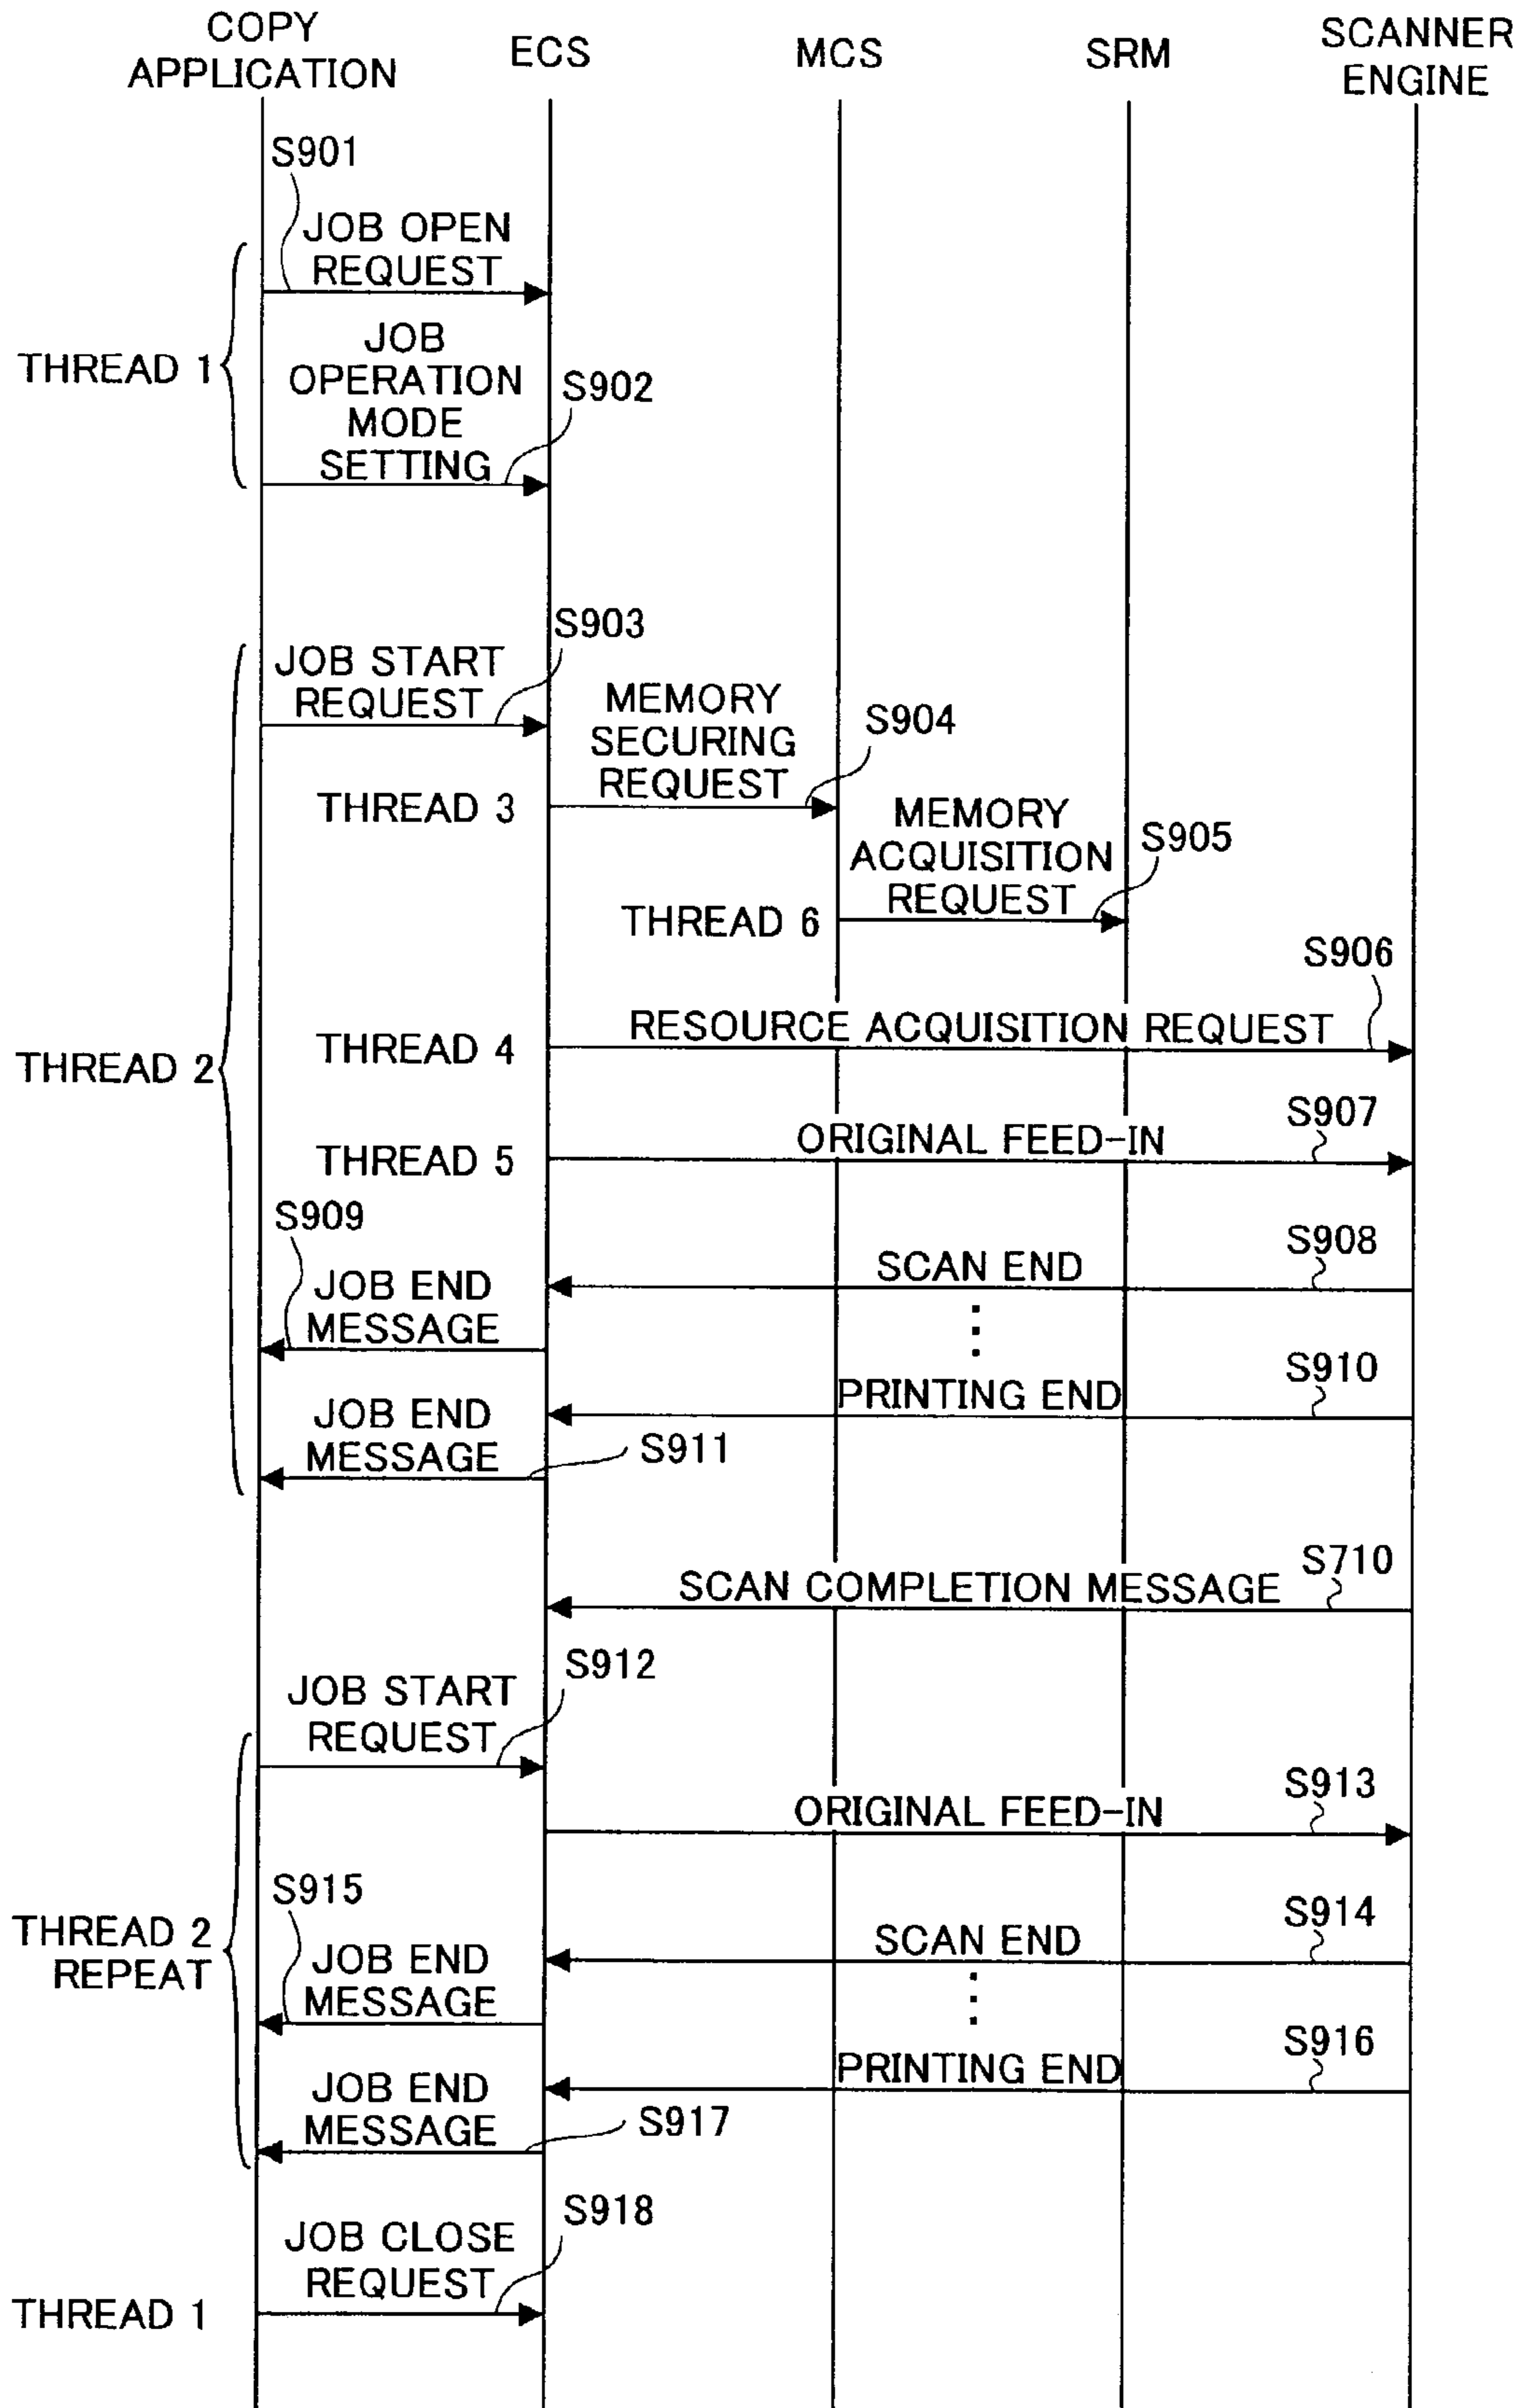 COPY
APPLICATION
ECS
MCS
SRM
SCANNER
ENGINE
S901
JOB OPEN
REQUEST
THREAD 1
JOB
OPERATION
MODE
SETTING
S902
S903
JOB START
REQUEST
MEMORY
SECURING
REQUEST
S904
THREAD 3
MEMORY
ACQUISITION
REQUEST
S905
THREAD 6
S906
RESOURCE ACQUISITION REQUEST
THREAD 4
THREAD 2
S907
ORIGINAL FEED-IN
THREAD 5
S909
S908
SCAN END
JOB END
MESSAGE
S910
PRINTING END
JOB END
MESSAGE
S911
S710
SCAN COMPLETION MESSAGE
S912
JOB START
REQUEST
S913
ORIGINAL FEED-IN
S915
S914
SCAN END
THREAD 2
REPEAT
JOB END
MESSAGE
S916
PRINTING END
JOB END
MESSAGE
S917
S918
JOB CLOSE
REQUEST
THREAD 1